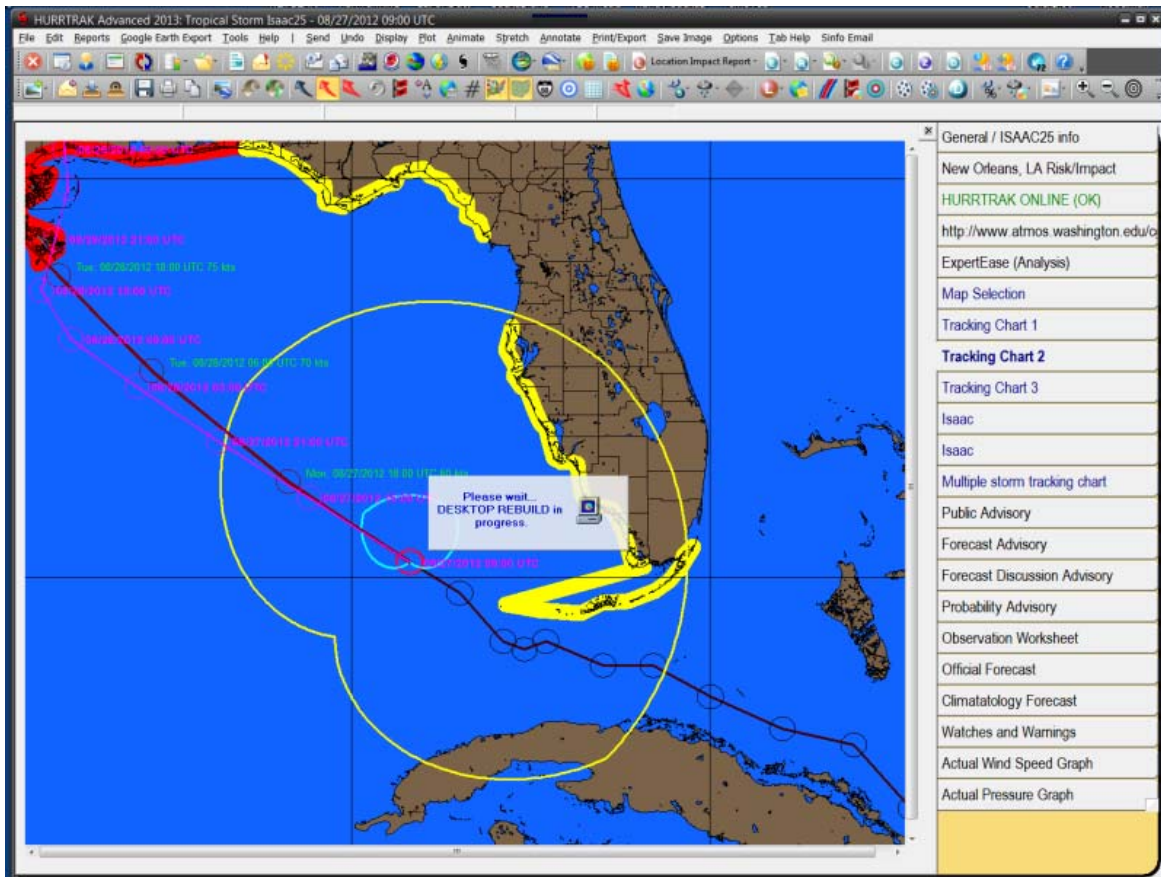 HURRTRAK Advanced 2013: Tropical Storm Isaac25 - 08/27/2012 09:00 UTC
File Edit Reports Google Earth Export Tools Help | Send Undo Display Plot Animate Stretch Annotate Print/Export Save Image Options Tab Help Sinfo Email
Location Impact Report
General / ISAAC25 info
New Orleans, LA Risk/Impact
HURRTRAK ONLINE (OK)
http://www.atmos.washington.edu/c
ExpertEase (Analysis)
Map Selection
Tracking Chart 1
Tracking Chart 2
Tracking Chart 3
Isaac
Isaac
Multiple storm tracking chart
Public Advisory
Forecast Advisory
Forecast Discussion Advisory
Probability Advisory
Observation Worksheet
Official Forecast
Climatatology Forecast
Watches and Warnings
Actual Wind Speed Graph
Actual Pressure Graph
Tue. 08/28/2012 18:00 UTC 75 kts
Tue. 08/28/2012 06:00 UTC 70 kts
08/27/2012 21:00 UTC
Mon. 08/27/2012 18:00 UTC 60 kts
Please wait...
DESKTOP REBUILD in
progress.
08/27/2012 09:00 UTC